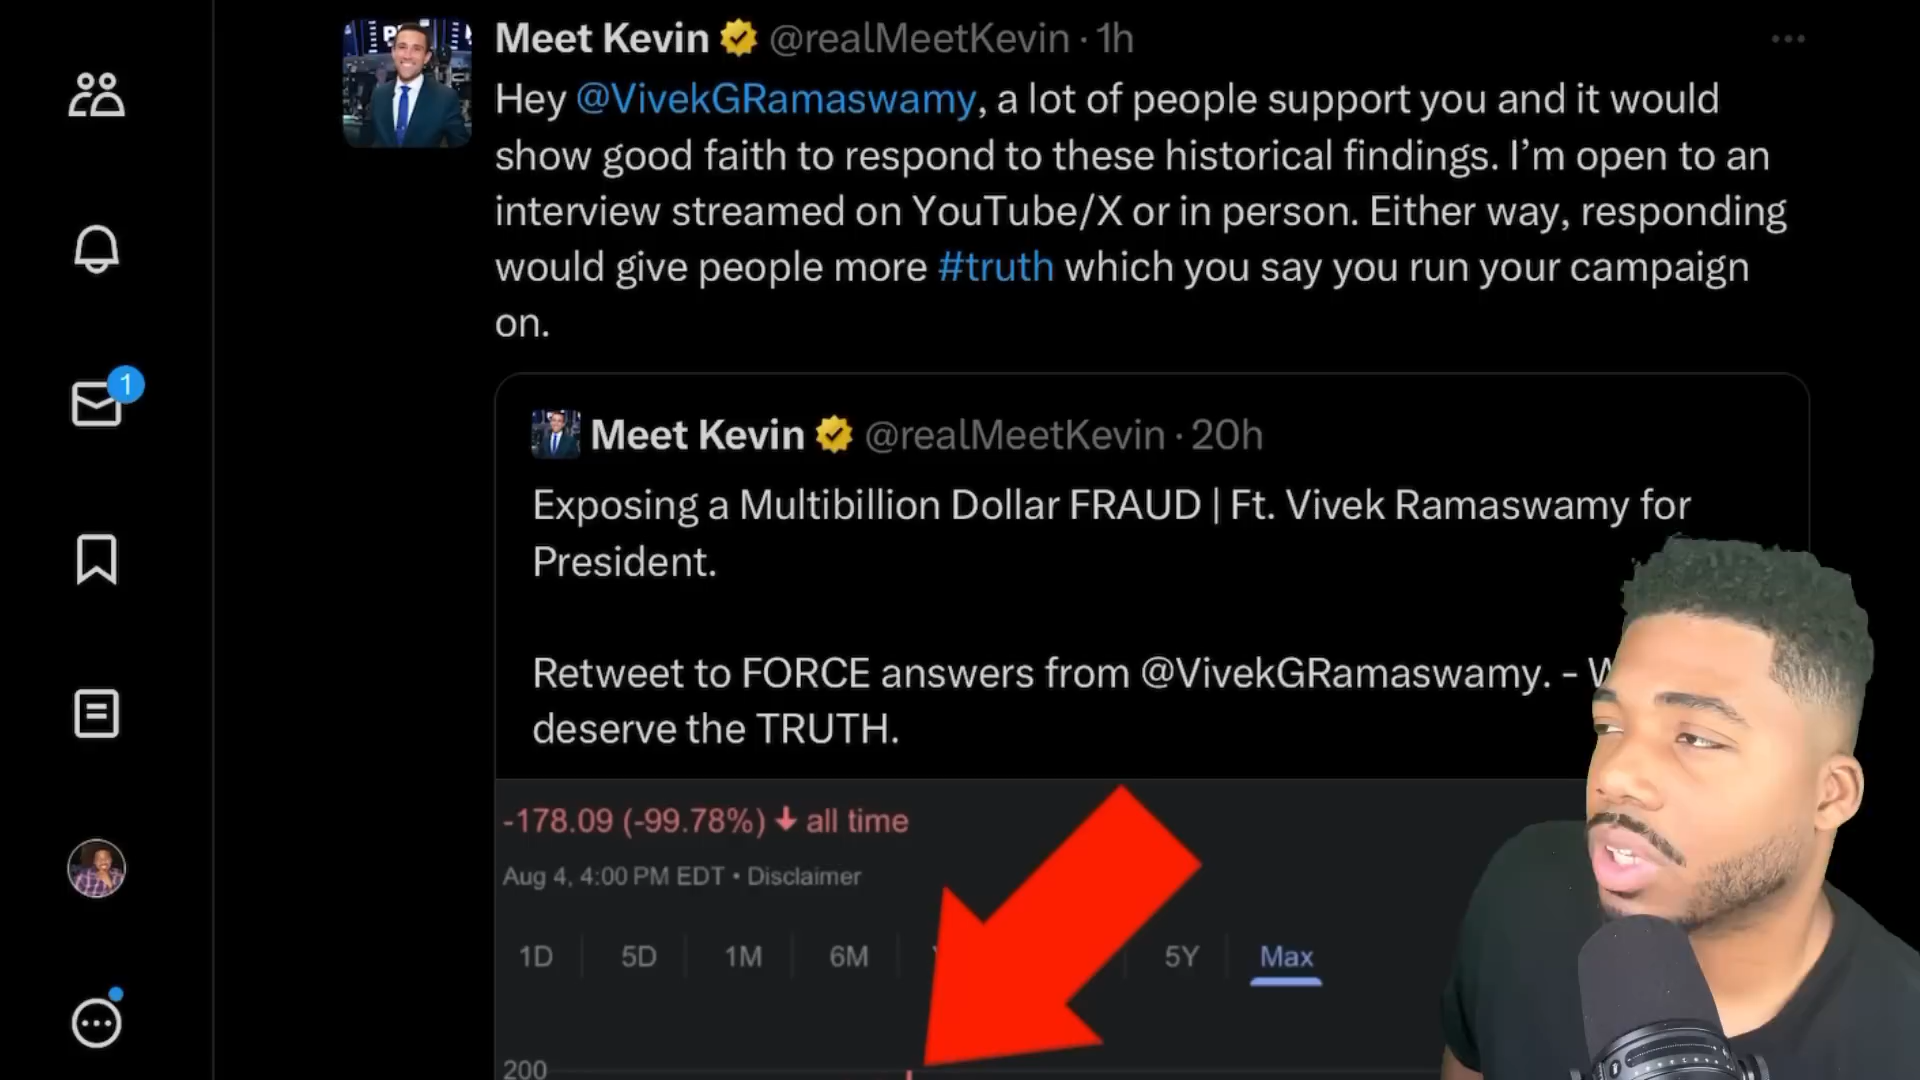 Meet Kevin @realMeetKevin · 1h
Hey @VivekGRamaswamy, a lot of people support you and it would
show good faith to respond to these historical findings. I’m open to an
interview streamed on YouTube/X or in person. Either way, responding
would give people more #truth which you say you run your campaign
on.
1
Meet Kevin @realMeetKevin · 20h
Exposing a Multibillion Dollar FRAUD | Ft. Vivek Ramaswamy for
President.
Retweet to FORCE answers from @VivekGRamaswamy. -
deserve the TRUTH.
-178.09 (-99.78%) ↓ all time
Aug 4, 4:00 PM EDT • Disclaimer
1D 5D 1M 6M 5Y Max
200